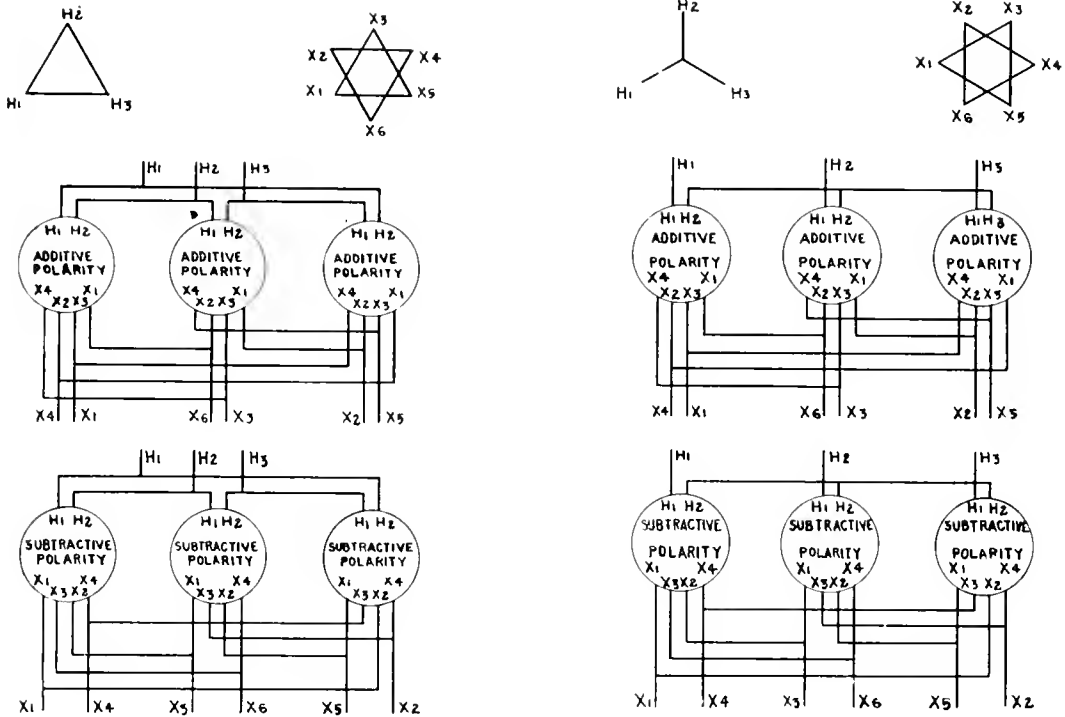 H2
H1 H3
X3
X2 X4
X1 X5
X6
H2
H1 H3
X2 X3
X1 X4
X6 X5
H1 H2 H3
H1 H2 H1 H2 H1 H2
ADDITIVE ADDITIVE ADDITIVE
POLARITY POLARITY POLARITY
X4 X1 X4 X1 X4 X1
X2 X3 X2 X3 X2 X3
X4 X1 X6 X3 X2 X5
H1 H2 H3
H1 H2 H1 H2 H1 H3
ADDITIVE ADDITIVE ADDITIVE
POLARITY POLARITY POLARITY
X4 X1 X4 X1 X4 X1
X2 X3 X2 X3 X2 X3
X4 X1 X6 X3 X2 X5
H1 H2 H3
H1 H2 H1 H2 H1 H2
SUBTRACTIVE SUBTRACTIVE SUBTRACTIVE
POLARITY POLARITY POLARITY
X1 X4 X1 X4 X1 X4
X3 X2 X3 X2 X3 X2
X1 X4 X3 X6 X5 X2
H1 H2 H3
H1 H2 H1 H2 H1 H2
SUBTRACTIVE SUBTRACTIVE SUBTRACTIVE
POLARITY POLARITY POLARITY
X1 X4 X1 X4 X1 X4
X3 X2 X3 X2 X3 X2
X1 X4 X3 X6 X5 X2